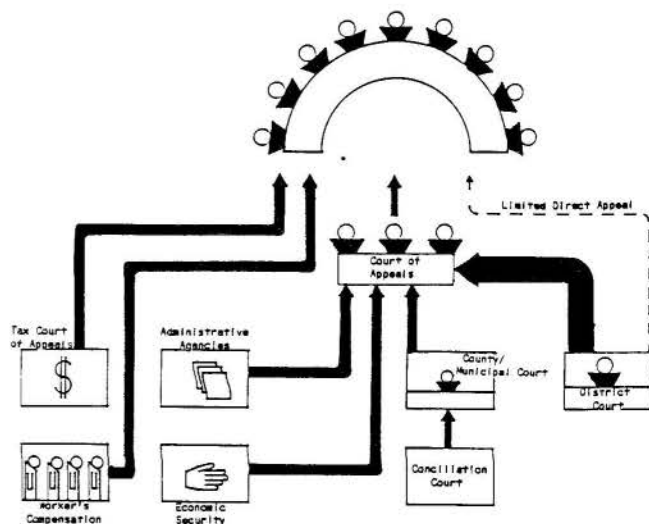 Limited Direct Appeal
Court of
Appeals
Tax Court
of Appeals
$
Administrative
Agencies
County/
Municipal Court
District
Court
Worker's
Compensation
Economic
Security
Conciliation
Court